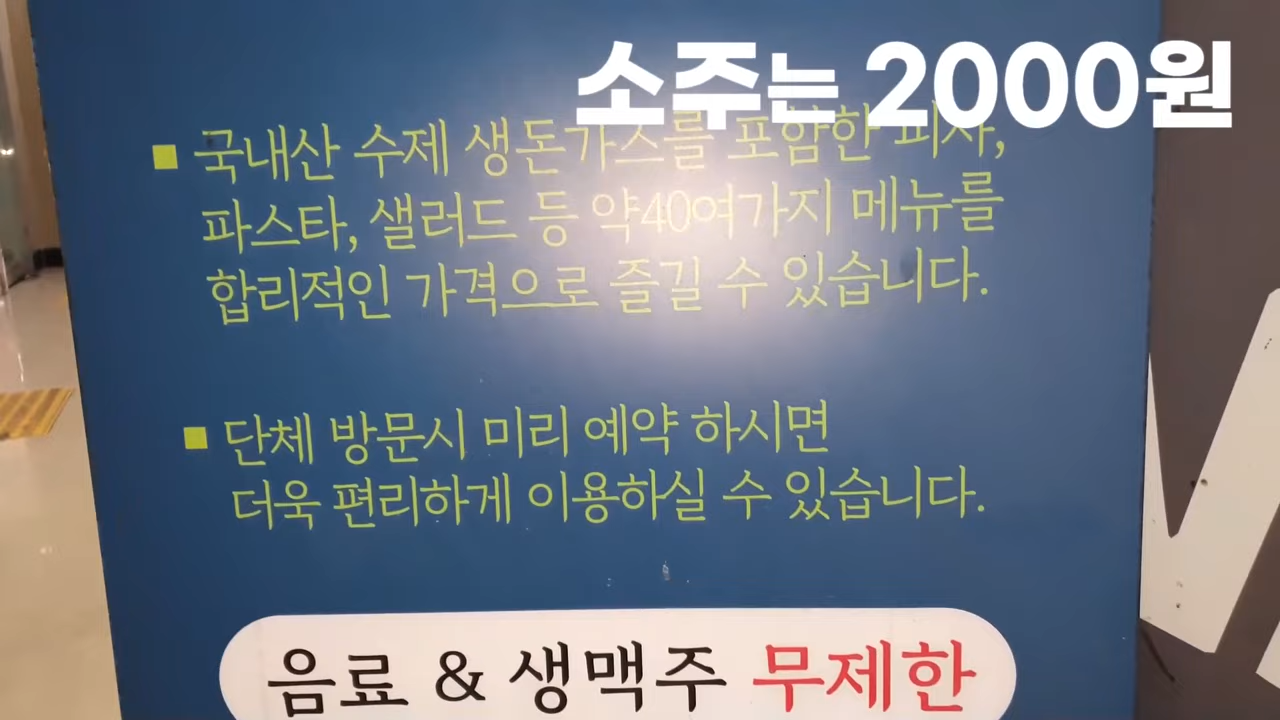 소주는 2000원
■ 국내산 수제 생돈가스를 포함한 피자,
파스타, 샐러드 등 약40여가지 메뉴를
합리적인 가격으로 즐길 수 있습니다.
■ 단체 방문시 미리 예약 하시면
더욱 편리하게 이용하실 수 있습니다.
음료 & 생맥주 무제한